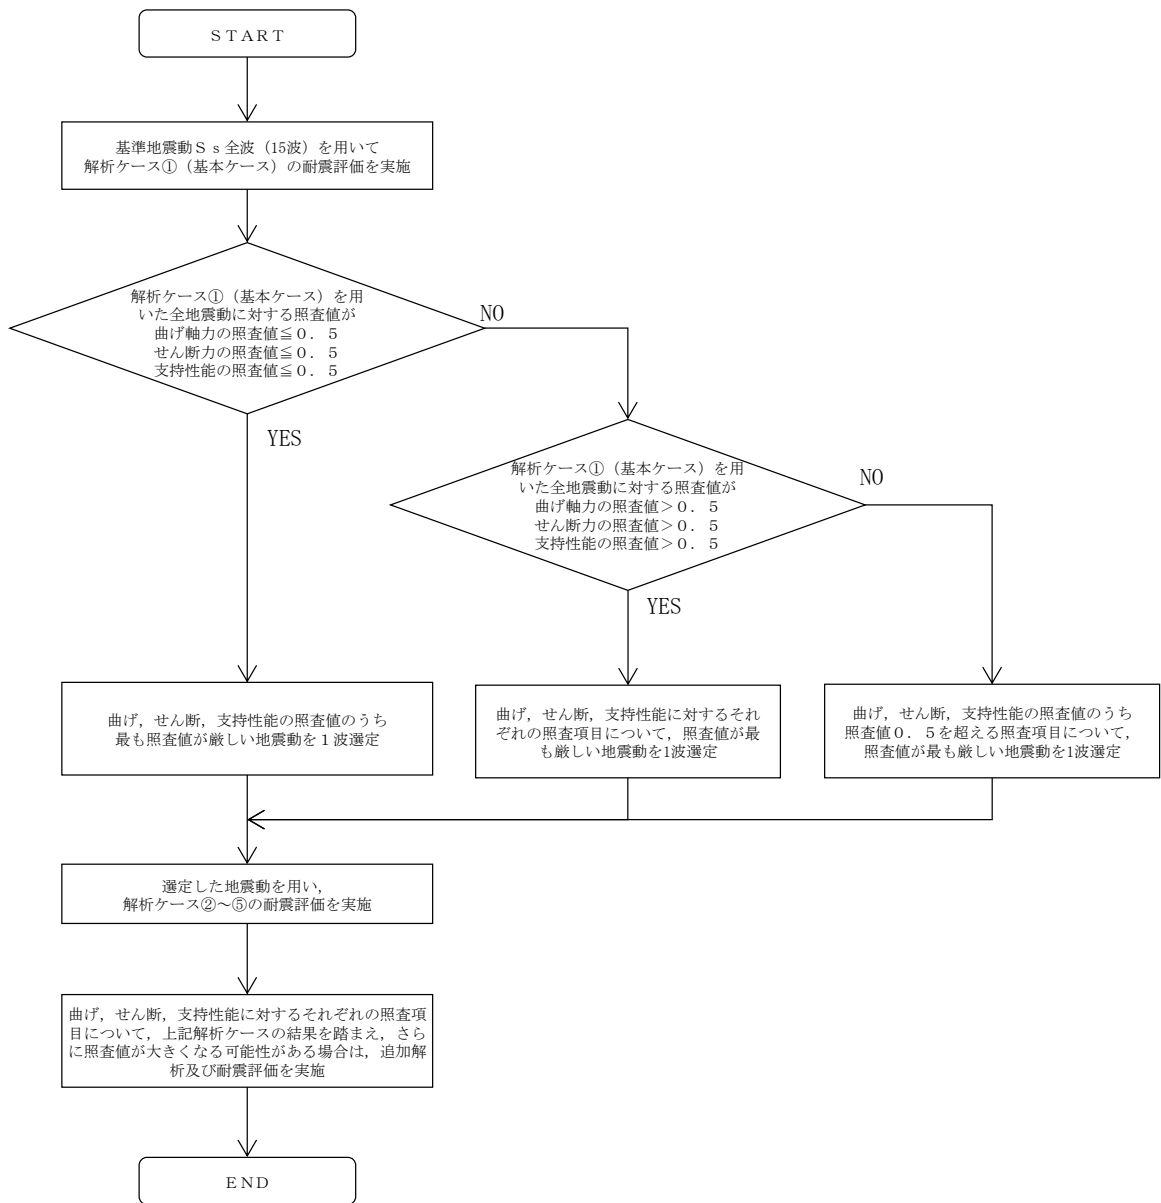 ＳＴＡＲＴ
基準地震動Ｓｓ全波（15波）を用いて
解析ケース①（基本ケース）の耐震評価を実施
解析ケース①（基本ケース）を用
いた全地震動に対する照査値が
曲げ軸力の照査値≦０．５
せん断力の照査値≦０．５
支持性能の照査値≦０．５
NO
YES
解析ケース①（基本ケース）を用
いた全地震動に対する照査値が
曲げ軸力の照査値＞０．５
せん断力の照査値＞０．５
支持性能の照査値＞０．５
NO
YES
曲げ，せん断，支持性能の照査値のうち
最も照査値が厳しい地震動を１波選定
曲げ，せん断，支持性能に対するそれ
ぞれの照査項目について，照査値が最
も厳しい地震動を1波選定
曲げ，せん断，支持性能の照査値のうち
照査値０．５を超える照査項目について，
照査値が最も厳しい地震動を1波選定
選定した地震動を用い，
解析ケース②～⑤の耐震評価を実施
曲げ，せん断，支持性能に対するそれぞれの照査項
目について，上記解析ケースの結果を踏まえ，さら
に照査値が大きくなる可能性がある場合は，追加解
析及び耐震評価を実施
ＥＮＤ